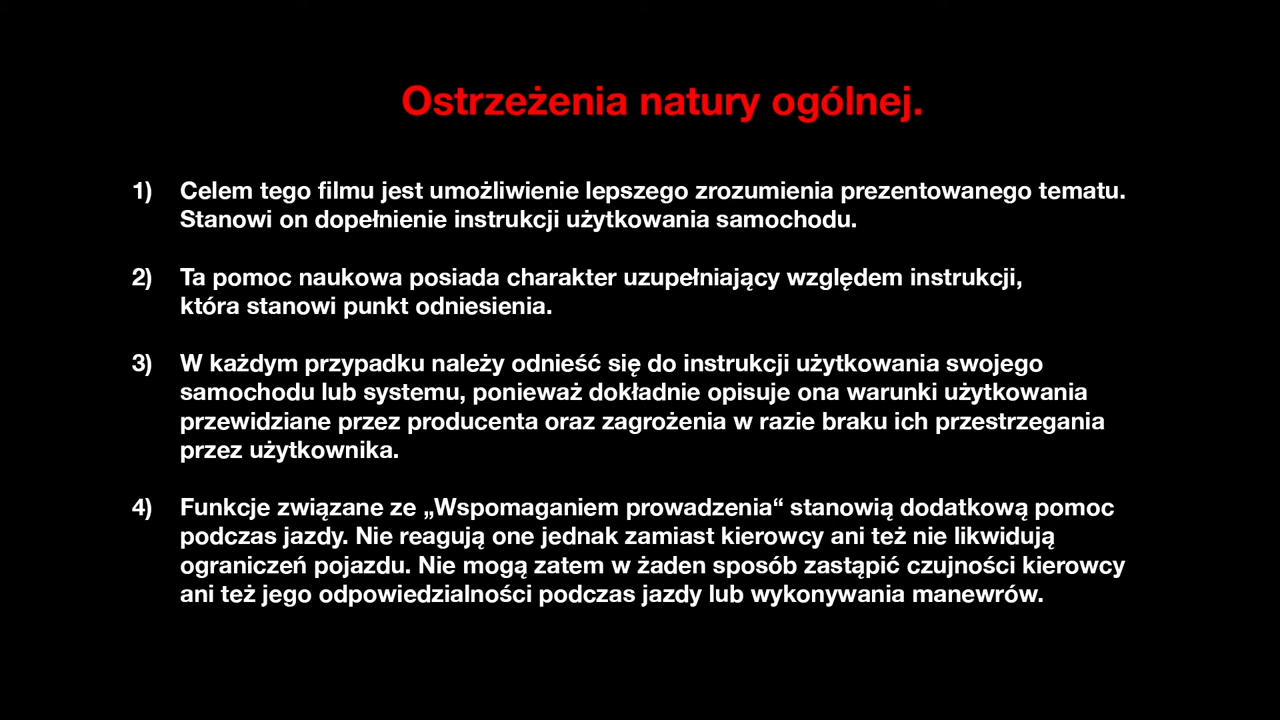 Ostrzeżenia natury ogólnej.
1) Celem tego filmu jest umożliwienie lepszego zrozumienia prezentowanego tematu.
Stanowi on dopełnienie instrukcji użytkowania samochodu.
2) Ta pomoc naukowa posiada charakter uzupełniający względem instrukcji,
która stanowi punkt odniesienia.
3) W każdym przypadku należy odnieść się do instrukcji użytkowania swojego
samochodu lub systemu, ponieważ dokładnie opisuje ona warunki użytkowania
przewidziane przez producenta oraz zagrożenia w razie braku ich przestrzegania
przez użytkownika.
4) Funkcje związane ze „Wspomaganiem prowadzenia“ stanowią dodatkową pomoc
podczas jazdy. Nie reagują one jednak zamiast kierowcy ani też nie likwidują
ograniczeń pojazdu. Nie mogą zatem w żaden sposób zastąpić czujności kierowcy
ani też jego odpowiedzialności podczas jazdy lub wykonywania manewrów.